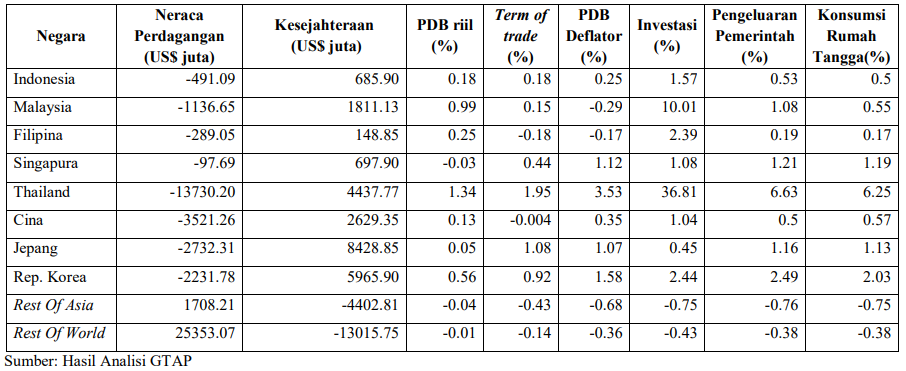 Negara Neraca Perdagangan (US$ juta) Kesejahteraan (US$ juta) PDB riil (%) Term of trade (%) PDB Deflator (%) Investasi (%) Pengeluaran Pemerintah (%) Konsumsi Rumah Tangga(%)
Indonesia -491.09 685.90 0.18 0.18 0.25 1.57 0.53 0.5
Malaysia -1136.65 1811.13 0.99 0.15 -0.29 10.01 1.08 0.55
Filipina -289.05 148.85 0.25 -0.18 -0.17 2.39 0.19 0.17
Singapura -97.69 697.90 -0.03 0.44 1.12 1.08 1.21 1.19
Thailand -13730.20 4437.77 1.34 1.95 3.53 36.81 6.63 6.25
Cina -3521.26 2629.35 0.13 -0.004 0.35 1.04 0.5 0.57
Jepang -2732.31 8428.85 0.05 1.08 1.07 0.45 1.16 1.13
Rep. Korea -2231.78 5965.90 0.56 0.92 1.58 2.44 2.49 2.03
Rest Of Asia 1708.21 -4402.81 -0.04 -0.43 -0.68 -0.75 -0.76 -0.75
Rest Of World 25353.07 -13015.75 -0.01 -0.14 -0.36 -0.43 -0.38 -0.38
Sumber: Hasil Analisi GTAP